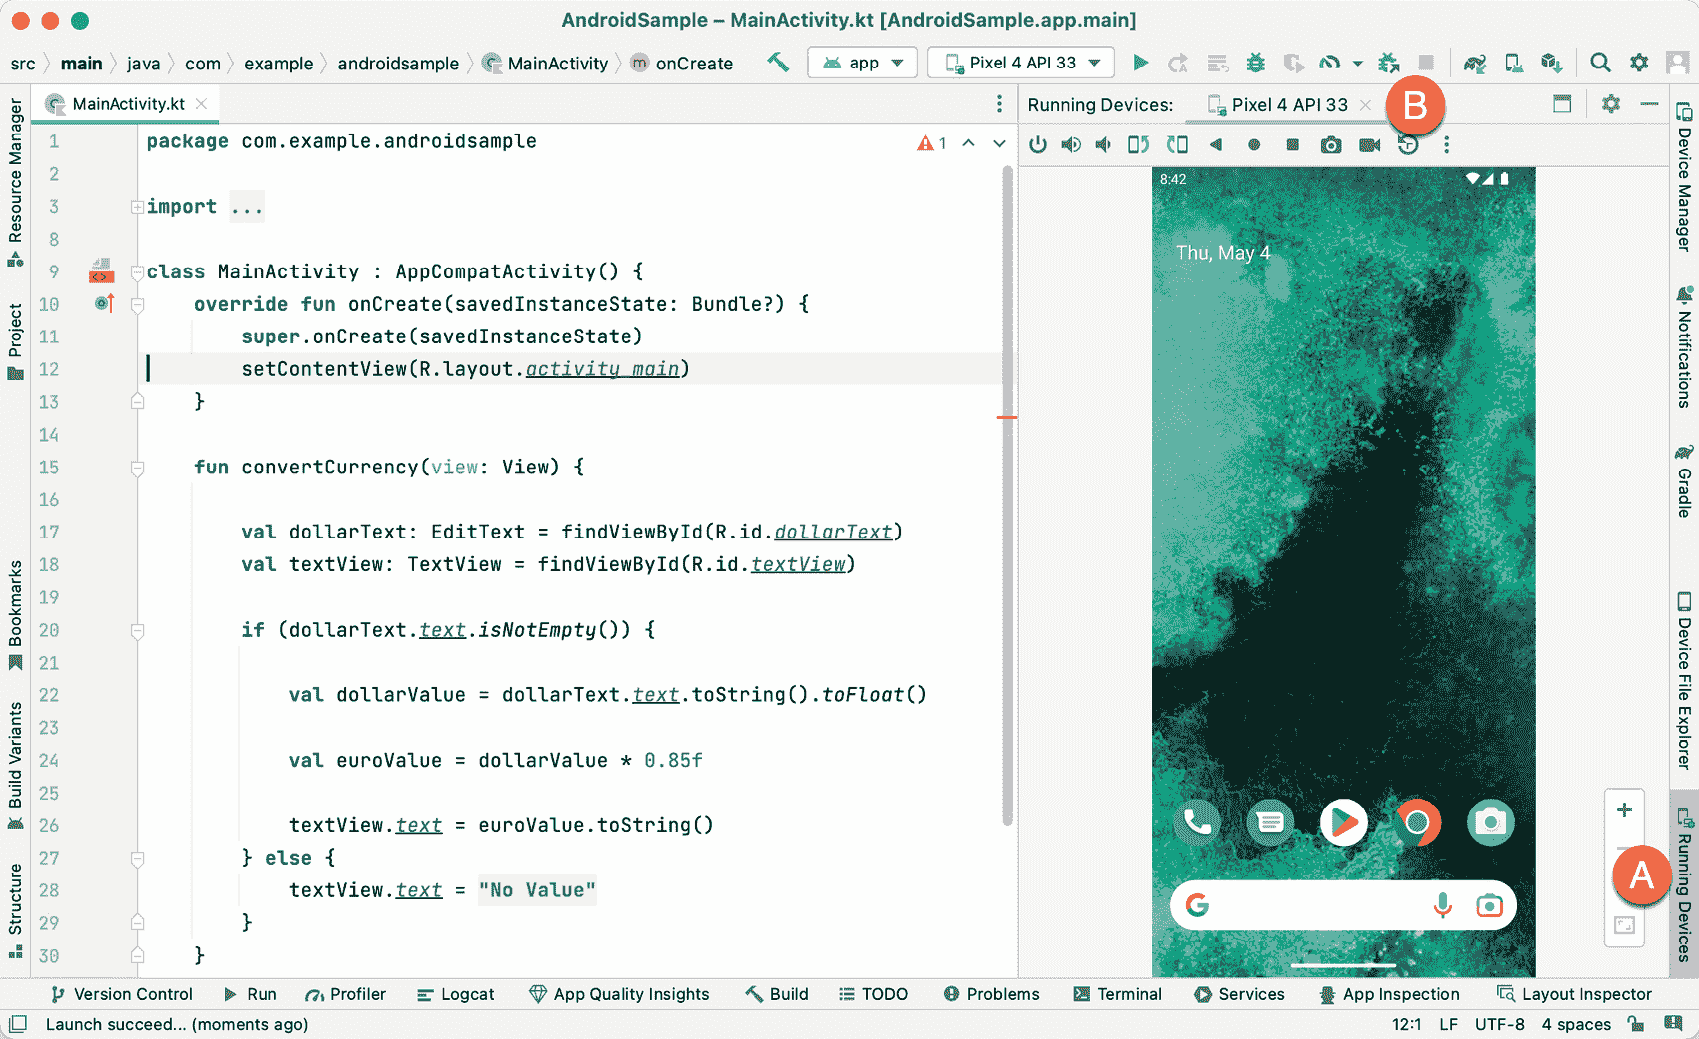 AndroidSample – MainActivity.kt [AndroidSample.app.main]
src main java com example androidsample MainActivity m onCreate app Pixel 4 API 33
MainActivity.kt
Running Devices: Pixel 4 API 33
B
1 package com.example.androidsample
1
2
3 import ...
8
9 class MainActivity : AppCompatActivity() {
10 override fun onCreate(savedInstanceState: Bundle?) {
11 super.onCreate(savedInstanceState)
12 setContentView(R.layout.activity_main)
13 }
14
15 fun convertCurrency(view: View) {
16
17 val dollarText: EditText = findViewById(R.id.dollarText)
18 val textView: TextView = findViewById(R.id.textView)
19
20 if (dollarText.text.isNotEmpty()) {
21
22 val dollarValue = dollarText.text.toString().toFloat()
23
24 val euroValue = dollarValue * 0.85f
25
26 textView.text = euroValue.toString()
27 } else {
28 textView.text = "No Value"
29 }
30 }
Resource Manager
Project
Bookmarks
Build Variants
Structure
8:42
Thu, May 4
G
A
Device Manager
Notifications
Gradle
Device File Explorer
Running Devices
Version Control Run Profiler Logcat App Quality Insights Build TODO Problems Terminal Services App Inspection Layout Inspector
Launch succeed... (moments ago) 12:1 LF UTF-8 4 spaces